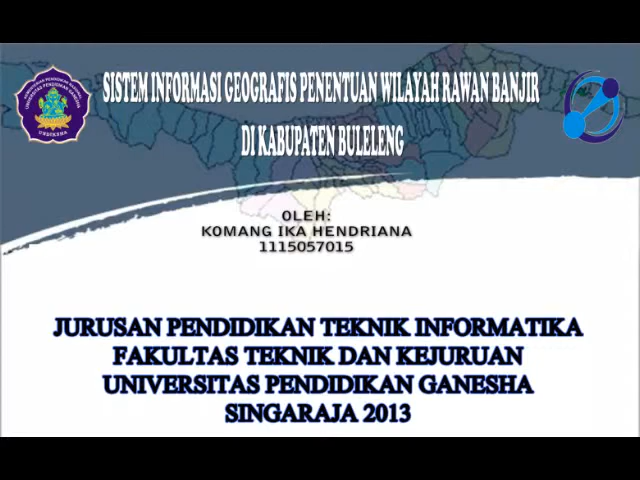 SISTEM INFORMASI GEOGRAFIS PENENTUAN WILAYAH RAWAN BANJIR
DI KABUPATEN BULELENG
UNDIKSHA
OLEH:
KOMANG IKA HENDRIANA
1115057015
JURUSAN PENDIDIKAN TEKNIK INFORMATIKA
FAKULTAS TEKNIK DAN KEJURUAN
UNIVERSITAS PENDIDIKAN GANESHA
SINGARAJA 2013